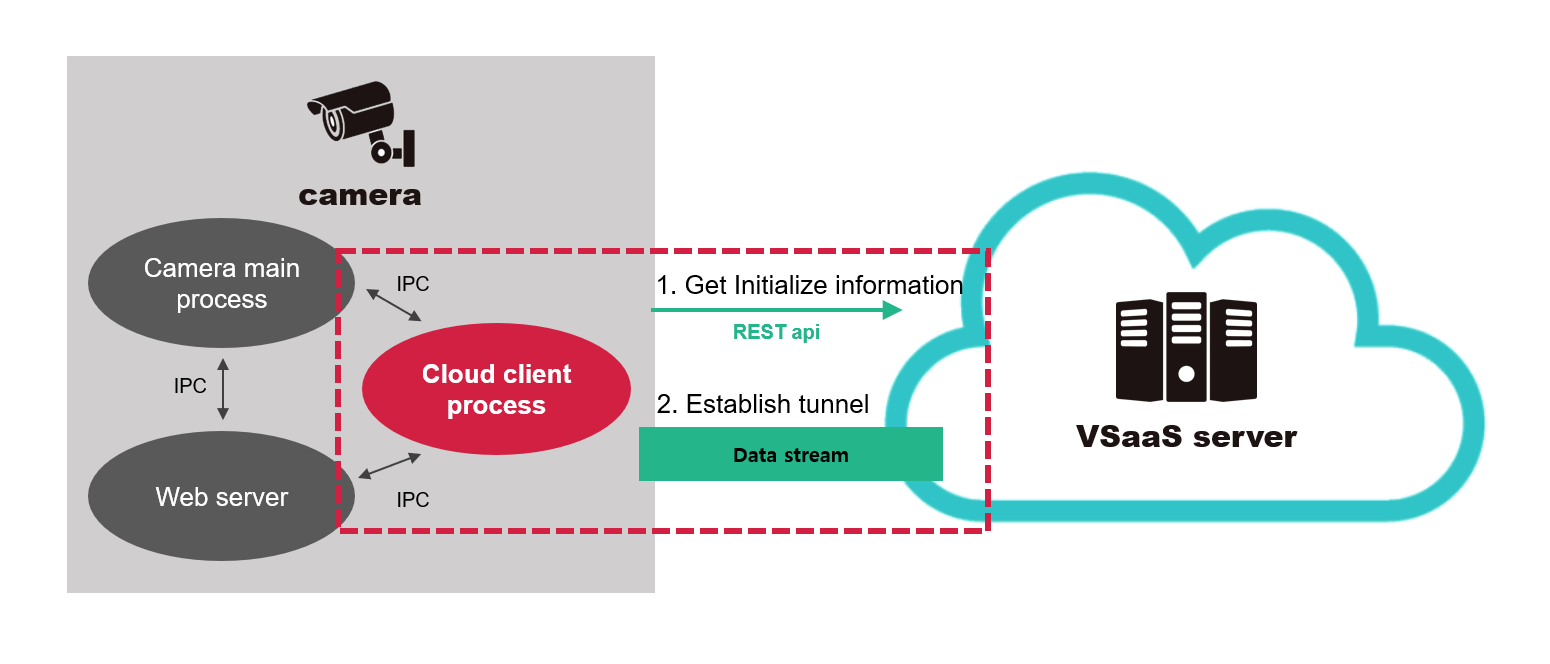 camera
Camera main
process
IPC
1. Get Initialize information
REST api
IPC
Cloud client
process
2. Establish tunnel
Data stream
VSaaS server
Web server
IPC